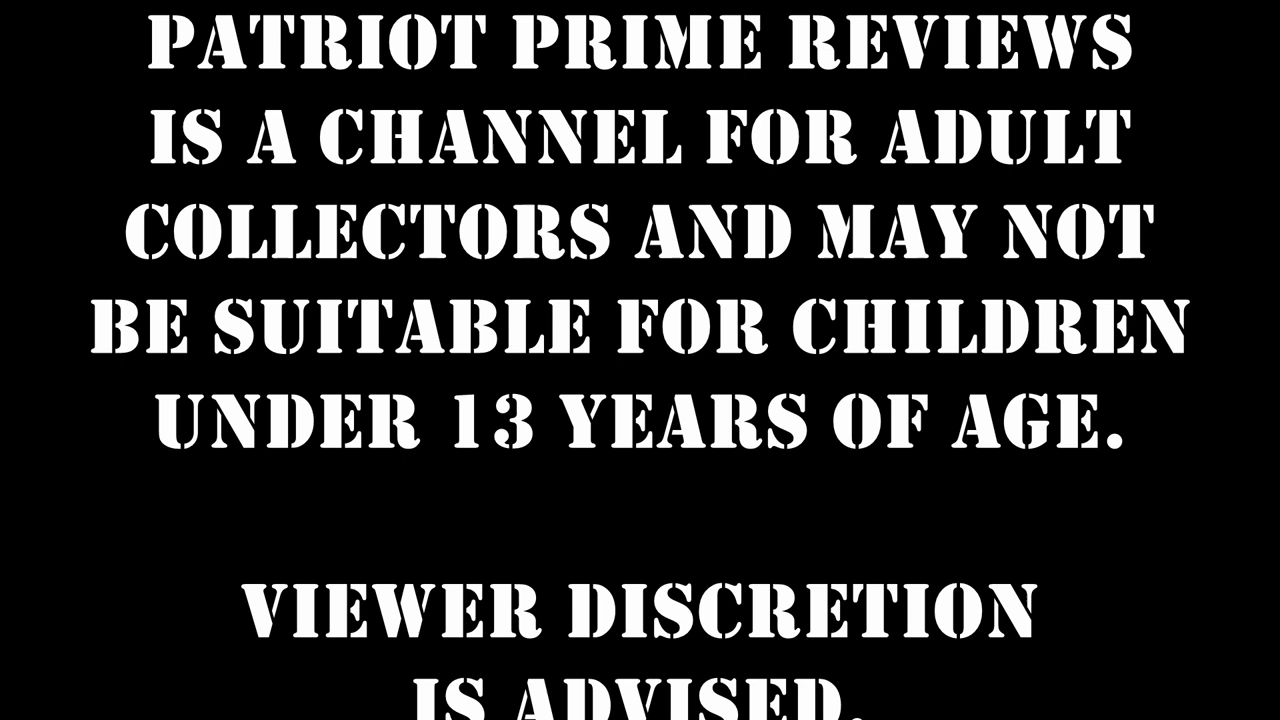 PATRIOT PRIME REVIEWS
IS A CHANNEL FOR ADULT
COLLECTORS AND MAY NOT
BE SUITABLE FOR CHILDREN
UNDER 13 YEARS OF AGE.
VIEWER DISCRETION
IS ADVISED.